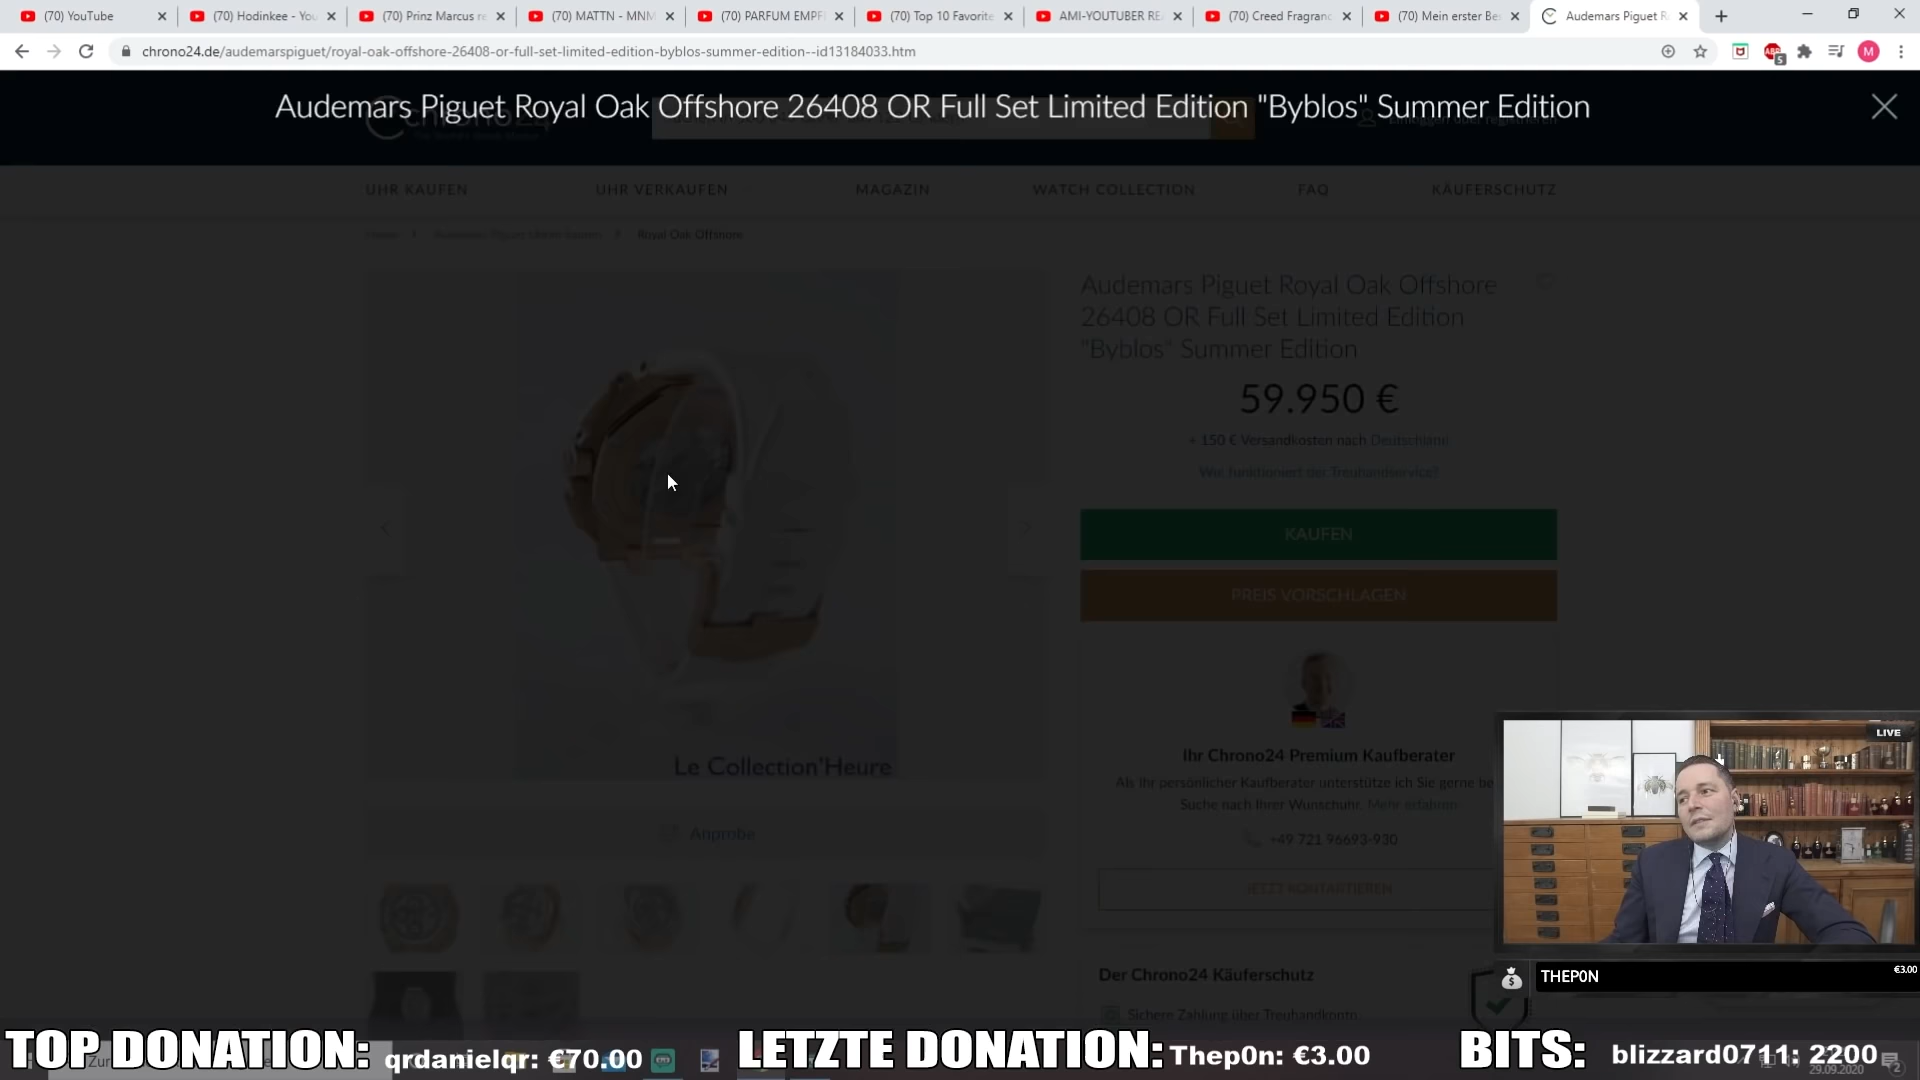 (70) YouTube
(70) Hodinkee - You
(70) Prinz Marcus re
(70) MATTN - MNM
(70) PARFUM EMPF
(70) Top 10 Favorite
AMI-YOUTUBER RE
(70) Creed Fragranc
(70) Mein erster Be
Audemars Piguet R
chrono24.de/audemarspiguet/royal-oak-offshore-26408-or-full-set-limited-edition-byblos-summer-edition--id13184033.htm
ABP
5
M
Audemars Piguet Royal Oak Offshore 26408 OR Full Set Limited Edition "Byblos" Summer Edition
UHR KAUFEN
UHR VERKAUFEN
MAGAZIN
WATCH COLLECTION
FAQ
KÄUFERSCHUTZ
Home
Royal Oak Offshore
Audemars Piguet Royal Oak Offshore
26408 OR Full Set Limited Edition
"Byblos" Summer Edition
59.950 €
+ 150 € Versandkosten nach Deutschland
Wie funktioniert der Treuhandservice?
KAUFEN
PREIS VORSCHLAGEN
Le Collection'Heure
Anprobe
Ihr Chrono24 Premium Kaufberater
Als Ihr persönlicher Kaufberater unterstütze ich Sie gerne be
Suche nach Ihrer Wunschuhr. Mehr erfahren
+49 721 96693-930
JETZT KONTAKTIEREN
Der Chrono24 Käuferschutz
Sichere Zahlung über Treuhandkonto
LIVE
THEP0N
€3.00
TOP DONATION: qrdanielqr: €70.00
LETZTE DONATION: Thep0n: €3.00
BITS: blizzard0711: 2200
29.09.2020
2